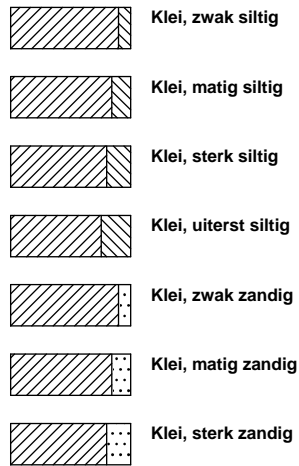 Klei, zwak siltig
Klei, matig siltig
Klei, sterk siltig
Klei, uiterst siltig
Klei, zwak zandig
Klei, matig zandig
Klei, sterk zandig